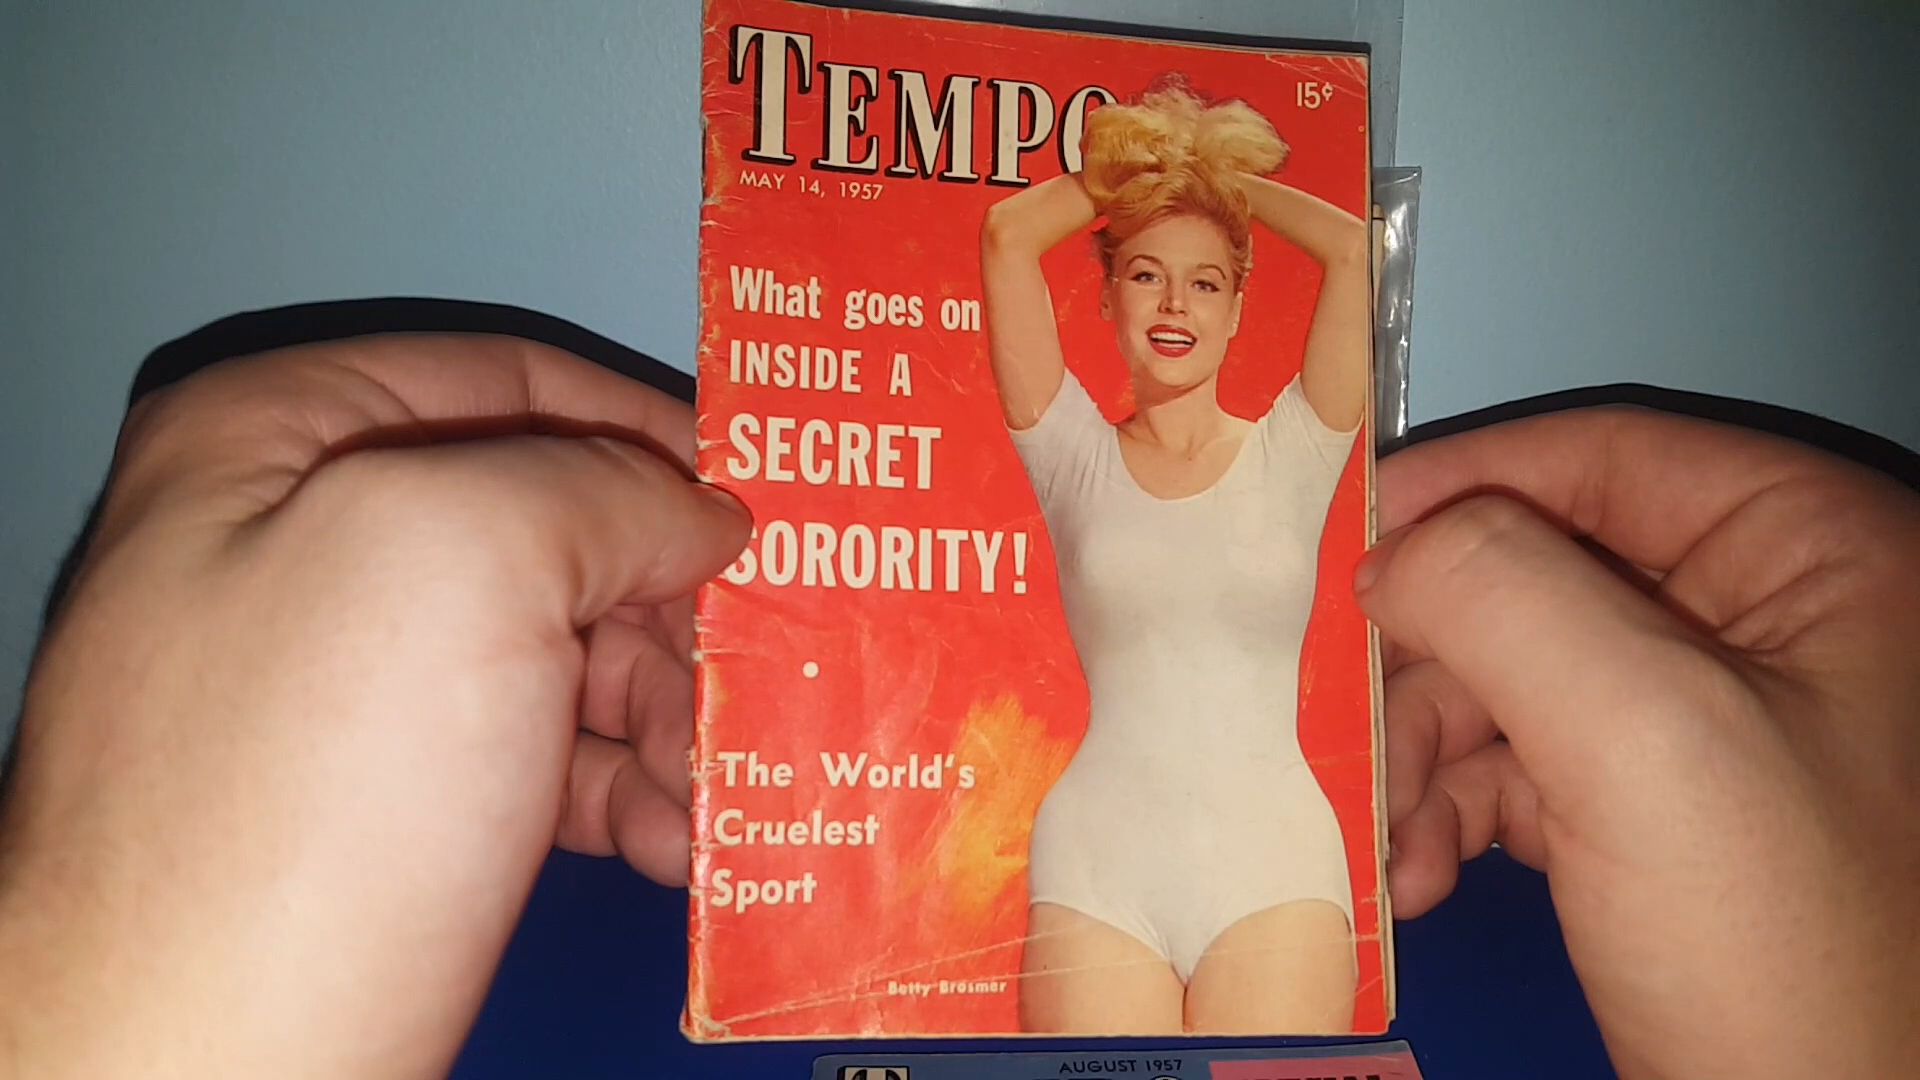 TEMPO
15¢
MAY 14, 1957
What goes on
INSIDE A
SECRET
SORORITY!
•
The World's
Cruelest
Sport
Betty Brosmer
AUGUST 1957